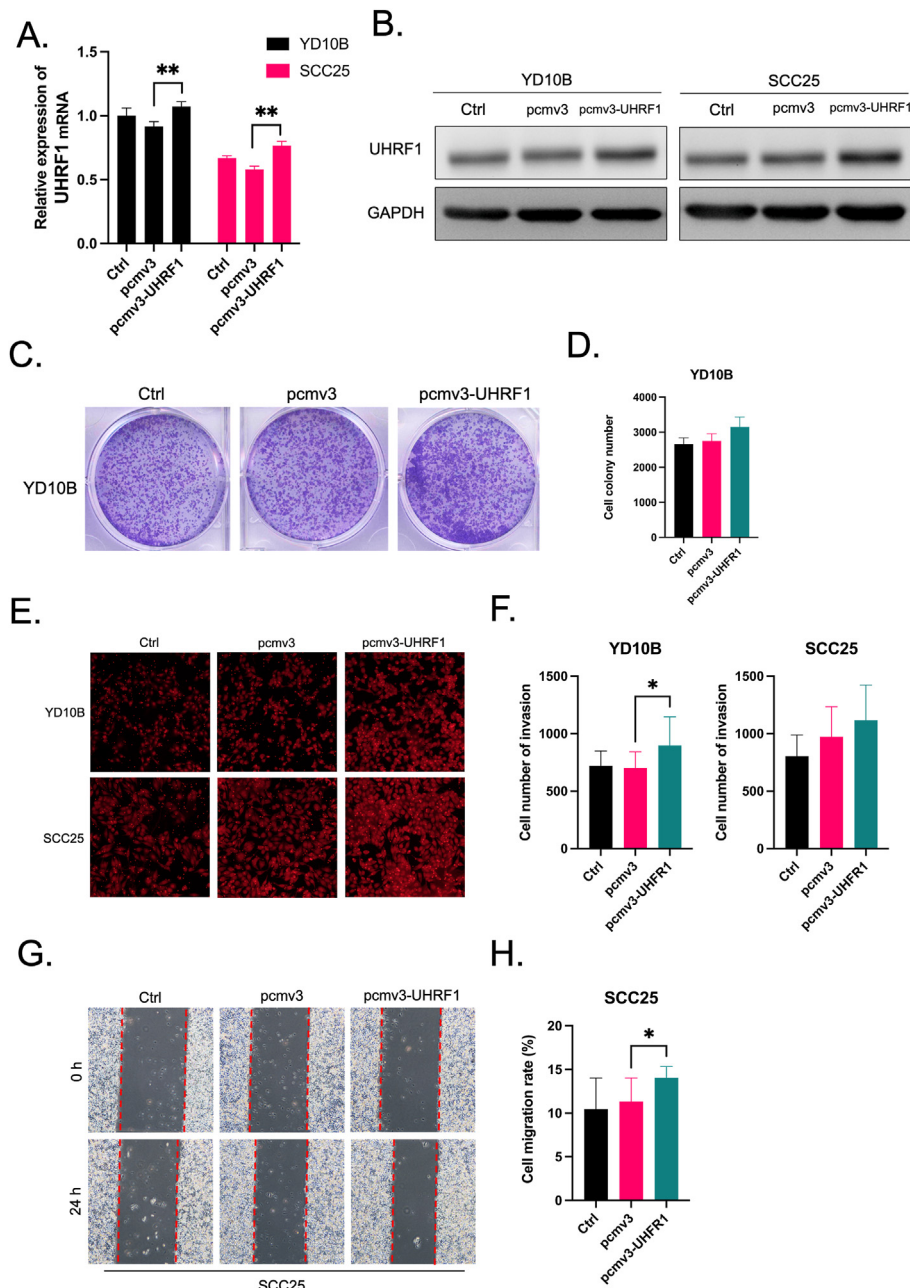 A.
Relative expression of
UHRF1 mRNA
1.5
1.0
0.5
0.0
YD10B
SCC25
**
**
Ctrl
pcmv3
pcmv3-UHRF1
Ctrl
pcmv3
pcmv3-UHRF1
B.
YD10B
SCC25
Ctrl
pcmv3
pcmv3-UHRF1
Ctrl
pcmv3
pcmv3-UHRF1
UHRF1
GAPDH
C.
Ctrl
pcmv3
pcmv3-UHRF1
YD10B
D.
YD10B
Cell colony number
4000
3000
2000
1000
0
Ctrl
pcmv3
pcmv3-UHFR1
E.
Ctrl
pcmv3
pcmv3-UHRF1
YD10B
SCC25
F.
YD10B
Cell number of invasion
1500
1000
500
0
*
Ctrl
pcmv3
pcmv3-UHFR1
SCC25
Cell number of invasion
1500
1000
500
0
Ctrl
pcmv3
pcmv3-UHFR1
G.
Ctrl
pcmv3
pcmv3-UHRF1
0 h
24 h
SCC25
H.
SCC25
Cell migration rate (%)
20
15
10
5
0
*
Ctrl
pcmv3
pcmv3-UHFR1